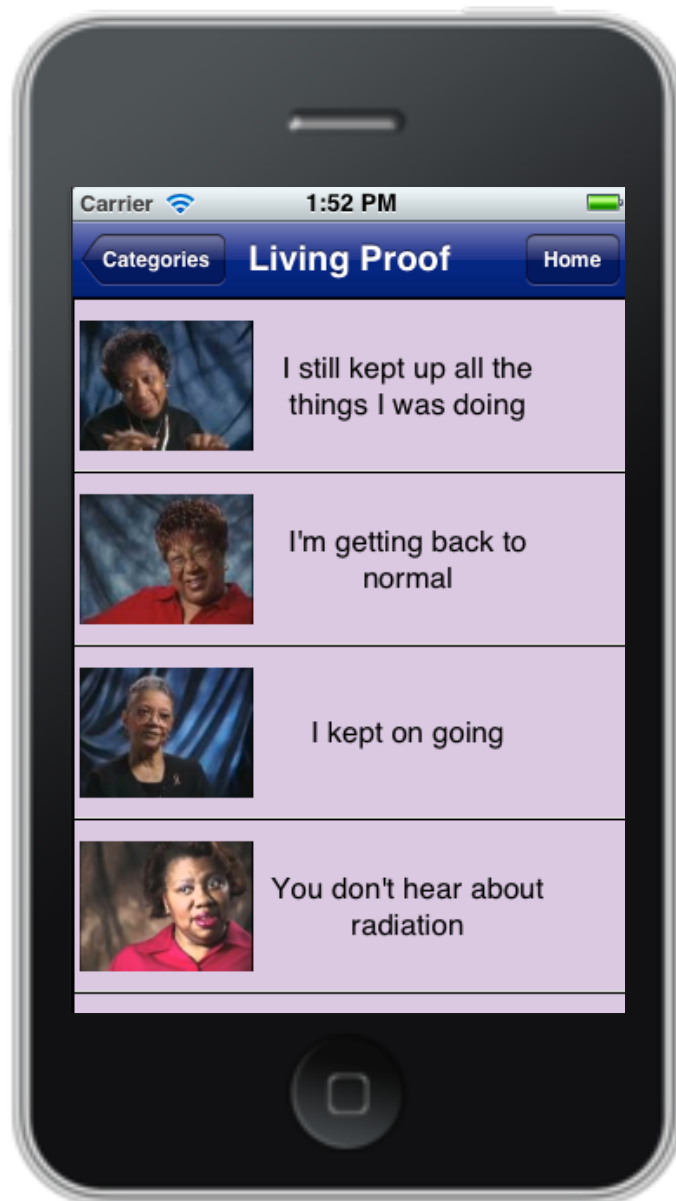 Carrier 1:52 PM
Categories Living Proof Home
I still kept up all the
things I was doing
I'm getting back to
normal
I kept on going
You don't hear about
radiation